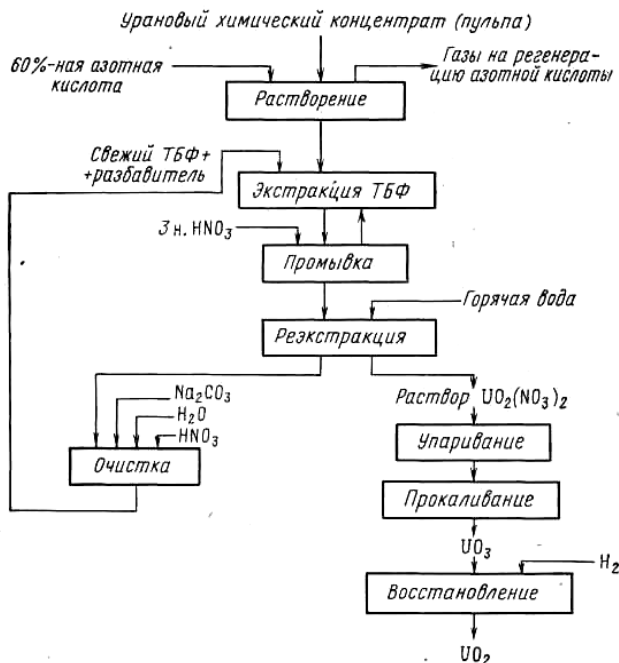 Урановый химический концентрат (пульпа)
60%-ная азотная
кислота
Газы на регенера-
цию азотной кислоты
Растворение
Свежий ТБФ+
+разбавитель
Экстракция ТБФ
3 н. HNO₃
Промывка
Горячая вода
Реэкстракция
Na₂CO₃
H₂O
HNO₃
Очистка
Раствор UO₂(NO₃)₂
Упаривание
Прокаливание
UO₃
H₂
Восстановление
UO₂